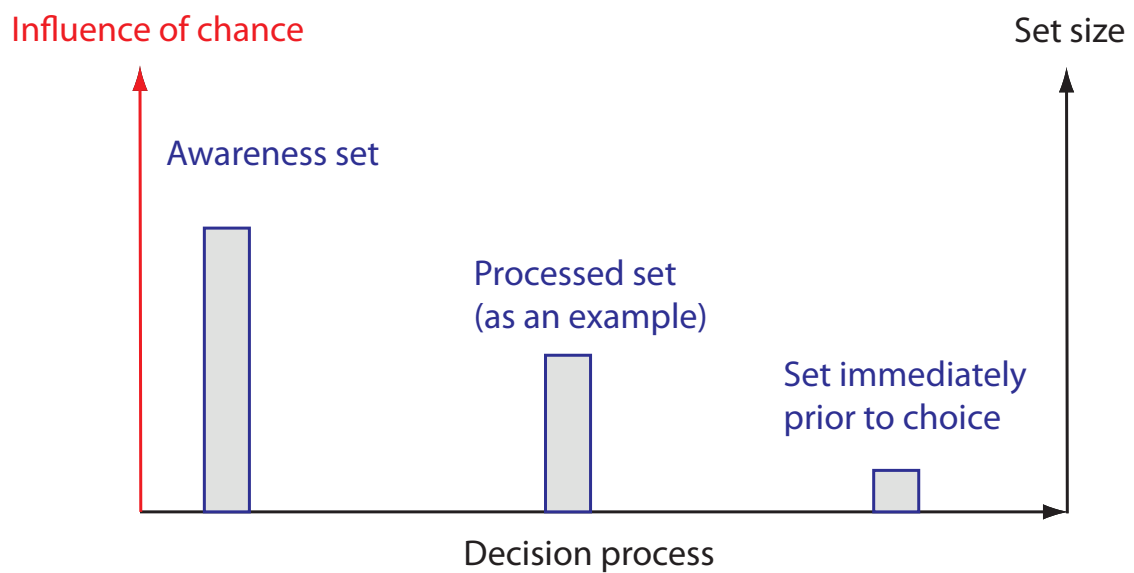 Influence of chance
Set size
Awareness set
Processed set
(as an example)
Set immediately
prior to choice
Decision process